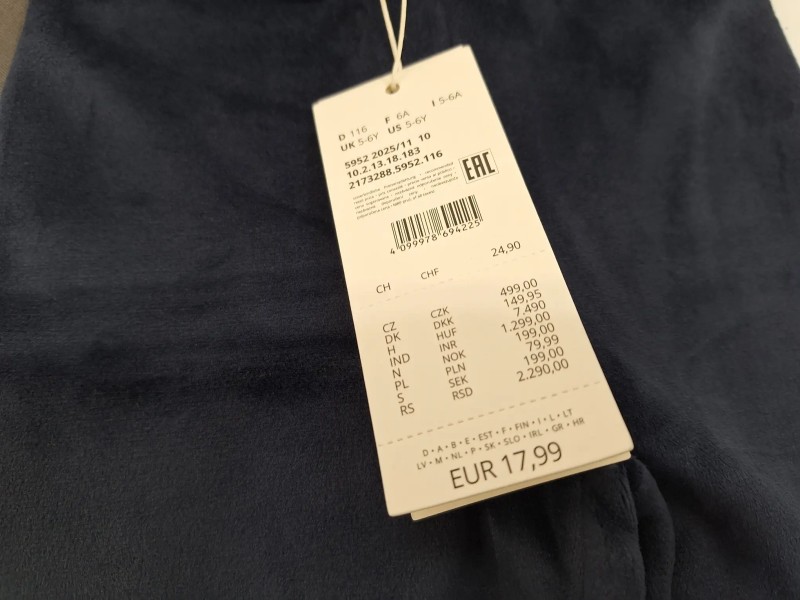 D 116 F 6A I 5-6A
UK 5-6Y US 5-6Y
5952 2025/11 10
10.2.13.18.183
2173288.5952.116
EAC
4 099978 694225
CH CHF 24,90
CZ CZK 499,00
DK DKK 149,95
H HUF 7.490
IND INR 1.299,00
N NOK 199,00
PL PLN 79,99
S SEK 199,00
RS RSD 2.290,00
D • A • B • E • EST • F • FIN • I • L • LT
LV • M • NL • P • SK • SLO • IRL • GR • HR
EUR 17,99